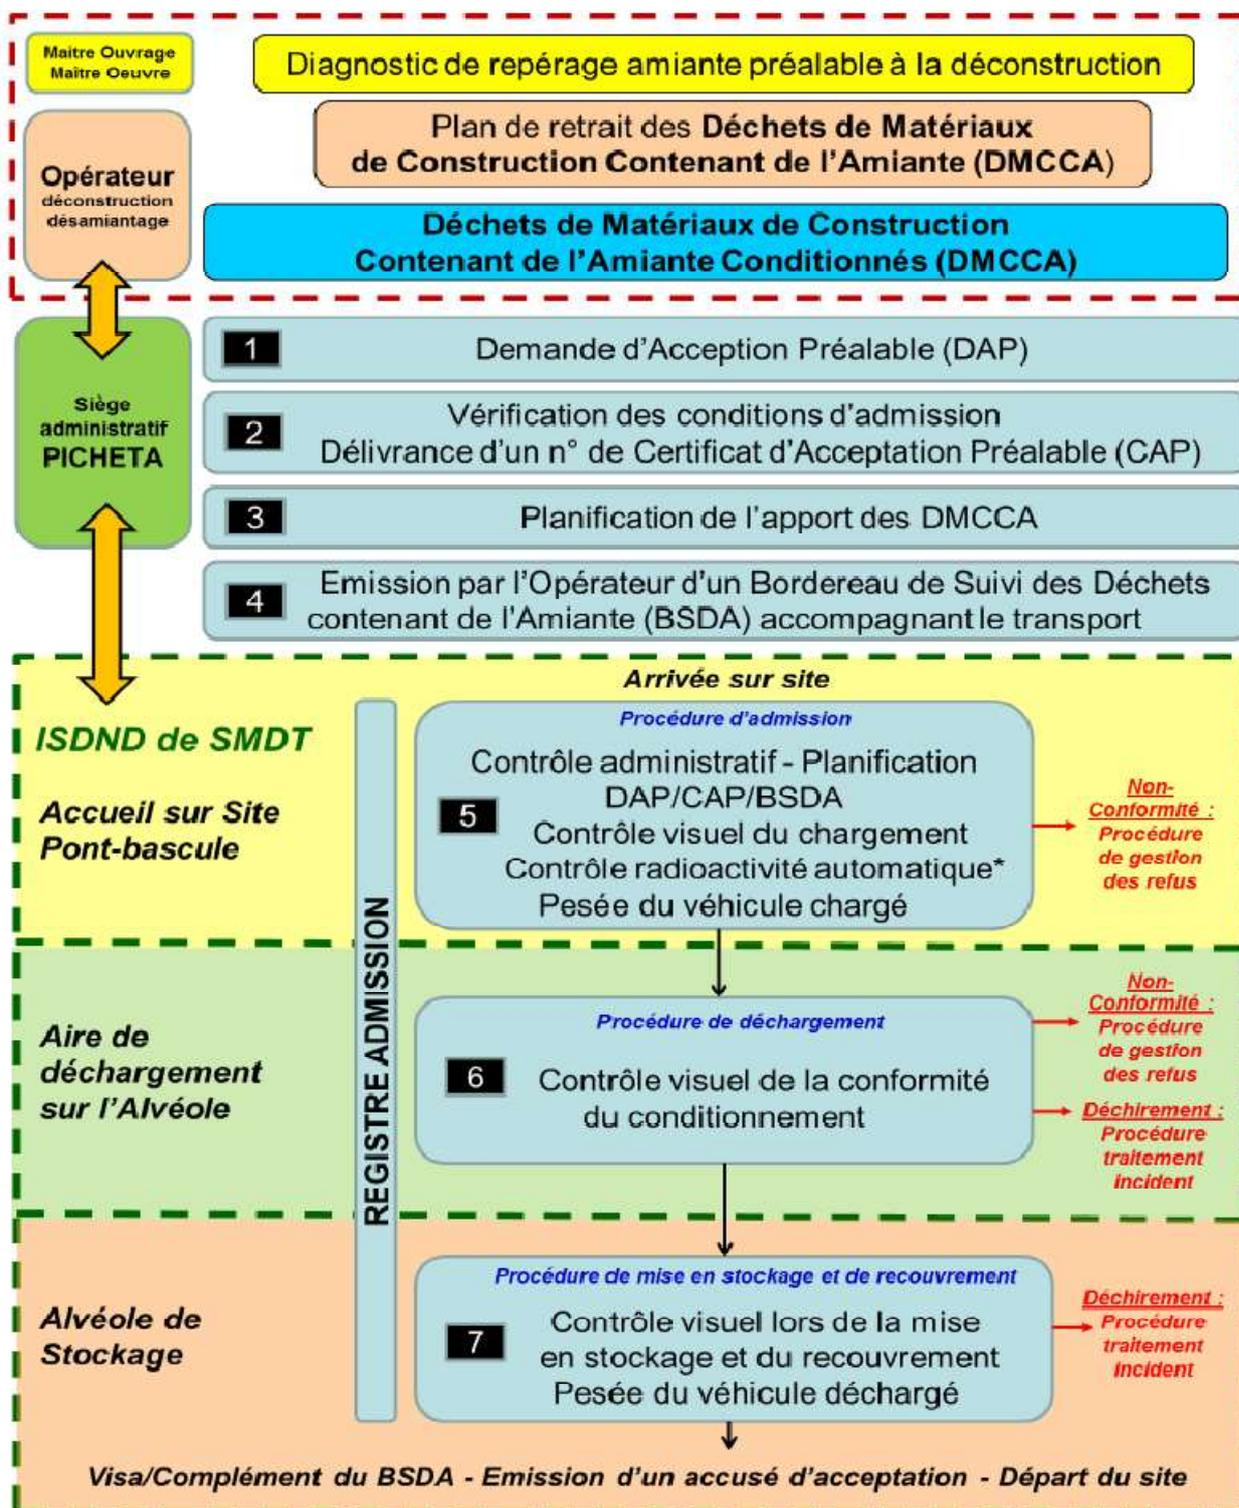 Maitre Ouvrage
Maître Oeuvre
Diagnostic de repérage amiante préalable à la déconstruction
Opérateur
déconstruction
désamiantage
Plan de retrait des Déchets de Matériaux
de Construction Contenant de l'Amiante (DMCCA)
Déchets de Matériaux de Construction
Contenant de l'Amiante Conditionnés (DMCCA)
Siège
administratif
PICHETA
1
Demande d'Acception Préalable (DAP)
2
Vérification des conditions d'admission
Délivrance d'un n° de Certificat d'Acceptation Préalable (CAP)
3
Planification de l'apport des DMCCA
4
Emission par l'Opérateur d'un Bordereau de Suivi des Déchets
contenant de l'Amiante (BSDA) accompagnant le transport
ISDND de SMDT
Accueil sur Site
Pont-bascule
REGISTRE ADMISSION
Arrivée sur site
Procédure d'admission
5
Contrôle administratif - Planification
DAP/CAP/BSDA
Contrôle visuel du chargement
Contrôle radioactivité automatique*
Pesée du véhicule chargé
Non-
Conformité :
Procédure
de gestion
des refus
Aire de
déchargement
sur l'Alvéole
Procédure de déchargement
6
Contrôle visuel de la conformité
du conditionnement
Non-
Conformité :
Procédure
de gestion
des refus
Déchirement :
Procédure
traitement
incident
Alvéole de
Stockage
Procédure de mise en stockage et de recouvrement
7
Contrôle visuel lors de la mise
en stockage et du recouvrement
Pesée du véhicule déchargé
Déchirement :
Procédure
traitement
incident
Visa/Complément du BSDA - Emission d'un accusé d'acceptation - Départ du site